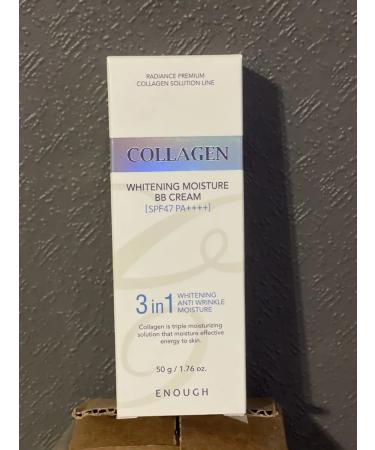 RADIANCE PREMIUM
COLLAGEN SOLUTION LINE
COLLAGEN
WHITENING MOISTURE
BB CREAM
[SPF47 PA++++]
3 in 1
WHITENING
ANTI WRINKLE
MOISTURE
Collagen is triple moisturizing
solution that moisture effective
energy to skin.
50 g / 1.76 oz.
ENOUGH